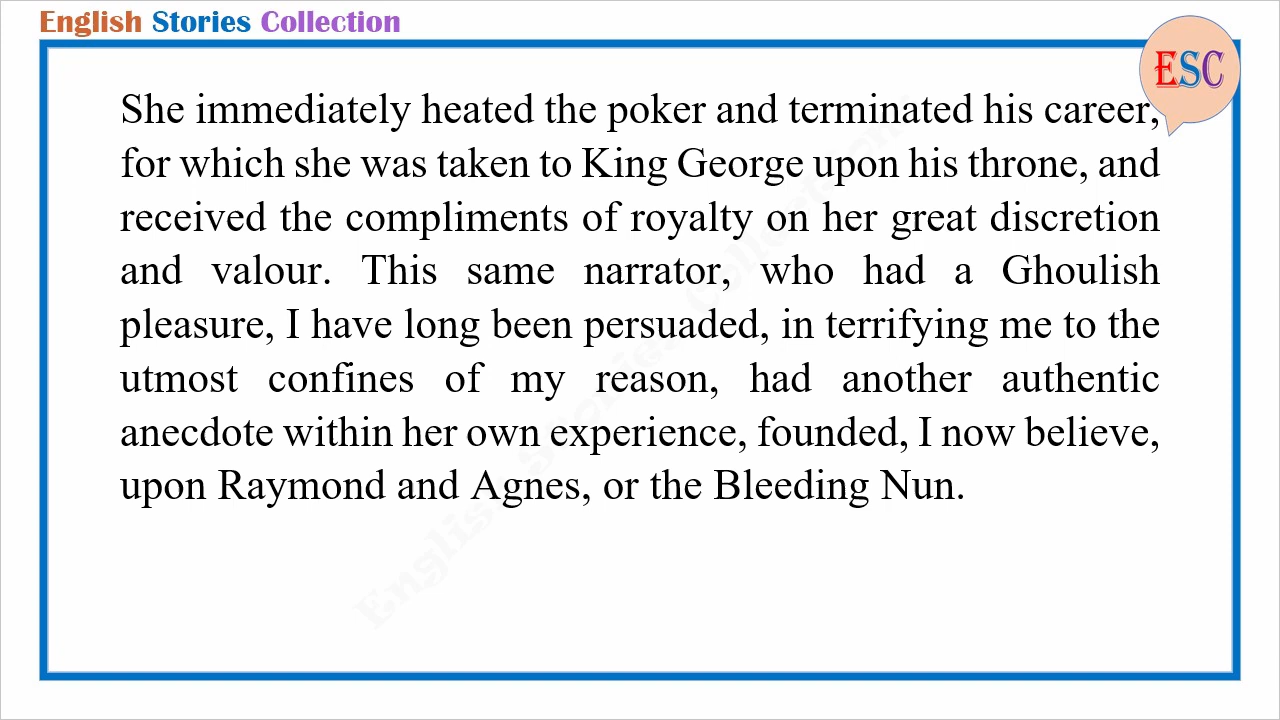 English Stories Collection
ESC
She immediately heated the poker and terminated his career,
for which she was taken to King George upon his throne, and
received the compliments of royalty on her great discretion
and valour. This same narrator, who had a Ghoulish
pleasure, I have long been persuaded, in terrifying me to the
utmost confines of my reason, had another authentic
anecdote within her own experience, founded, I now believe,
upon Raymond and Agnes, or the Bleeding Nun.
English Stories Collection